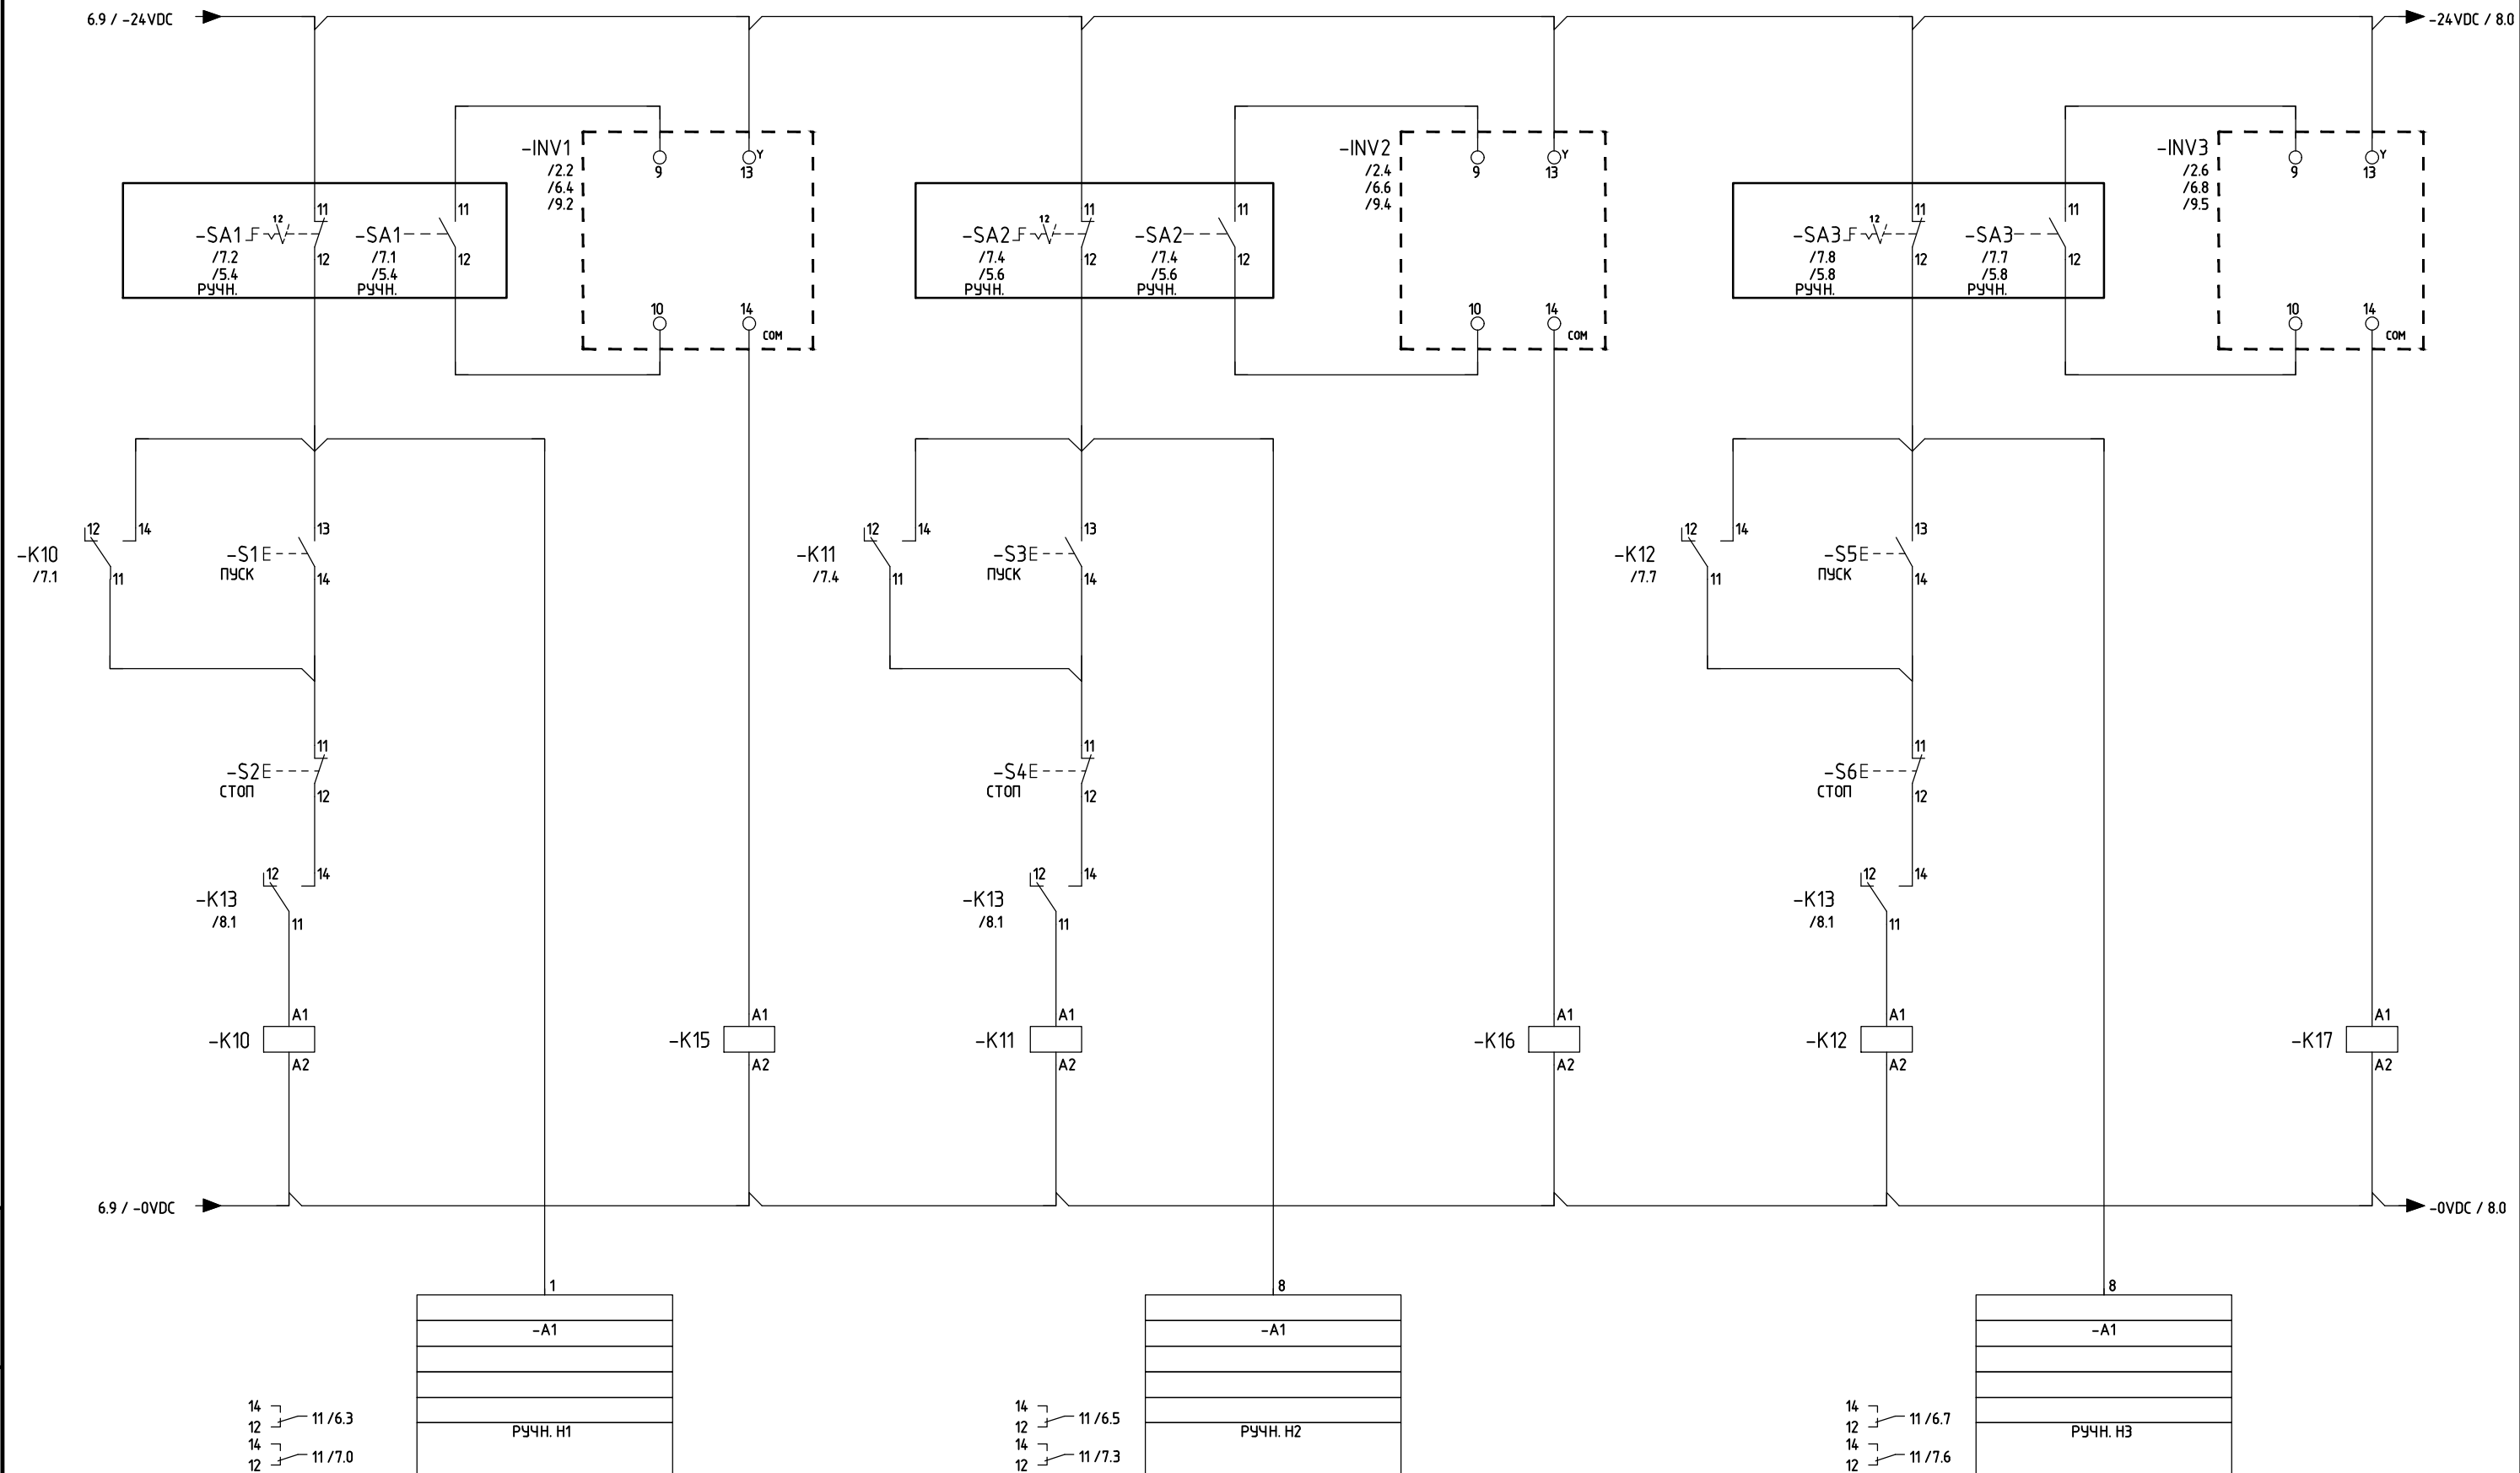 6.9 / -24VDC
-24VDC / 8.0
-INV1
/2.2
/6.4
/9.2
9
Y
13
10
14
COM
-INV2
/2.4
/6.6
/9.4
9
Y
13
10
14
COM
-INV3
/2.6
/6.8
/9.5
9
Y
13
10
14
COM
12
11
-SA1
/7.2
/5.4
РУЧН.
12
11
-SA1
/7.1
/5.4
РУЧН.
12
12
11
-SA2
/7.4
/5.6
РУЧН.
12
11
-SA2
/7.4
/5.6
РУЧН.
12
12
11
-SA3
/7.8
/5.8
РУЧН.
12
11
-SA3
/7.7
/5.8
РУЧН.
12
12
14
-K10
/7.1
11
13
-S1
ПУСК
14
12
14
-K11
/7.4
11
13
-S3
ПУСК
14
12
14
-K12
/7.7
11
13
-S5
ПУСК
14
11
-S2
СТОП
12
11
-S4
СТОП
12
11
-S6
СТОП
12
12
14
-K13
/8.1
11
12
14
-K13
/8.1
11
12
14
-K13
/8.1
11
A1
-K10
A2
A1
-K15
A2
A1
-K11
A2
A1
-K16
A2
A1
-K12
A2
A1
-K17
A2
6.9 / -0VDC
-0VDC / 8.0
1
-A1
РУЧН. Н1
8
-A1
РУЧН. Н2
8
-A1
РУЧН. Н3
14
12
11 /6.3
14
12
11 /7.0
14
12
11 /6.5
14
12
11 /7.3
14
12
11 /6.7
14
12
11 /7.6